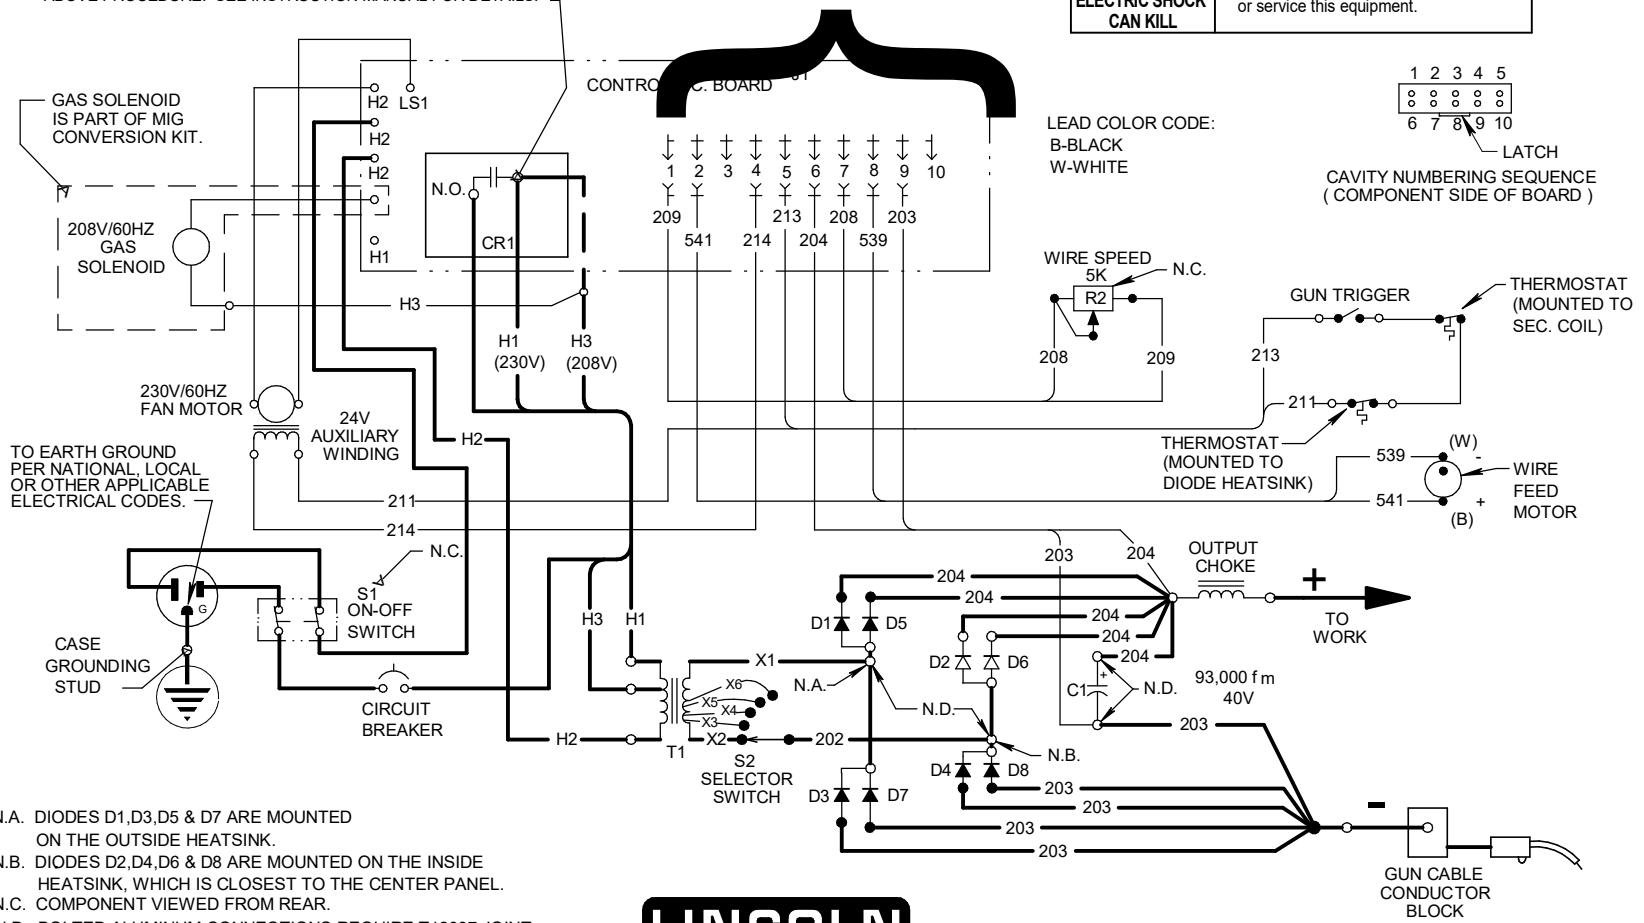 ELECTRIC SHOCK
CAN KILL
or service this equipment.
GAS SOLENOID
IS PART OF MIG
CONVERSION KIT.
H2
LS1
H2
H2
H1
208V/60HZ
GAS
SOLENOID
N.O.
CR1
H3
H1
(230V)
H3
(208V)
BOARD
1 2 3 4 5 6 7 8 9 10
209
213
208
203
541
214
204
539
LEAD COLOR CODE:
B-BLACK
W-WHITE
1 2 3 4 5
6 7 8 9 10
LATCH
CAVITY NUMBERING SEQUENCE
( COMPONENT SIDE OF BOARD )
WIRE SPEED
5K
R2
N.C.
208
209
GUN TRIGGER
THERMOSTAT
(MOUNTED TO
SEC. COIL)
213
211
THERMOSTAT
(MOUNTED TO
DIODE HEATSINK)
539
(W)
-
541
+
(B)
WIRE
FEED
MOTOR
230V/60HZ
FAN MOTOR
24V
AUXILIARY
WINDING
H2
211
214
TO EARTH GROUND
PER NATIONAL, LOCAL
OR OTHER APPLICABLE
ELECTRICAL CODES.
N.C.
G
S1
ON-OFF
SWITCH
CASE
GROUNDING
STUD
CIRCUIT
BREAKER
H3
H1
H2
T1
X1
X6
X5
X4
X3
X2
S2
SELECTOR
SWITCH
202
203
204
OUTPUT
CHOKE
+
TO
WORK
204
204
204
204
204
D1
D5
D2
D6
N.A.
N.D.
C1
+
N.D.
93,000 f m
40V
203
N.B.
D4
D8
D3
D7
203
203
203
203
-
GUN CABLE
CONDUCTOR
BLOCK
N.A. DIODES D1,D3,D5 & D7 ARE MOUNTED
ON THE OUTSIDE HEATSINK.
N.B. DIODES D2,D4,D6 & D8 ARE MOUNTED ON THE INSIDE
HEATSINK, WHICH IS CLOSEST TO THE CENTER PANEL.
N.C. COMPONENT VIEWED FROM REAR.
LINCOLN